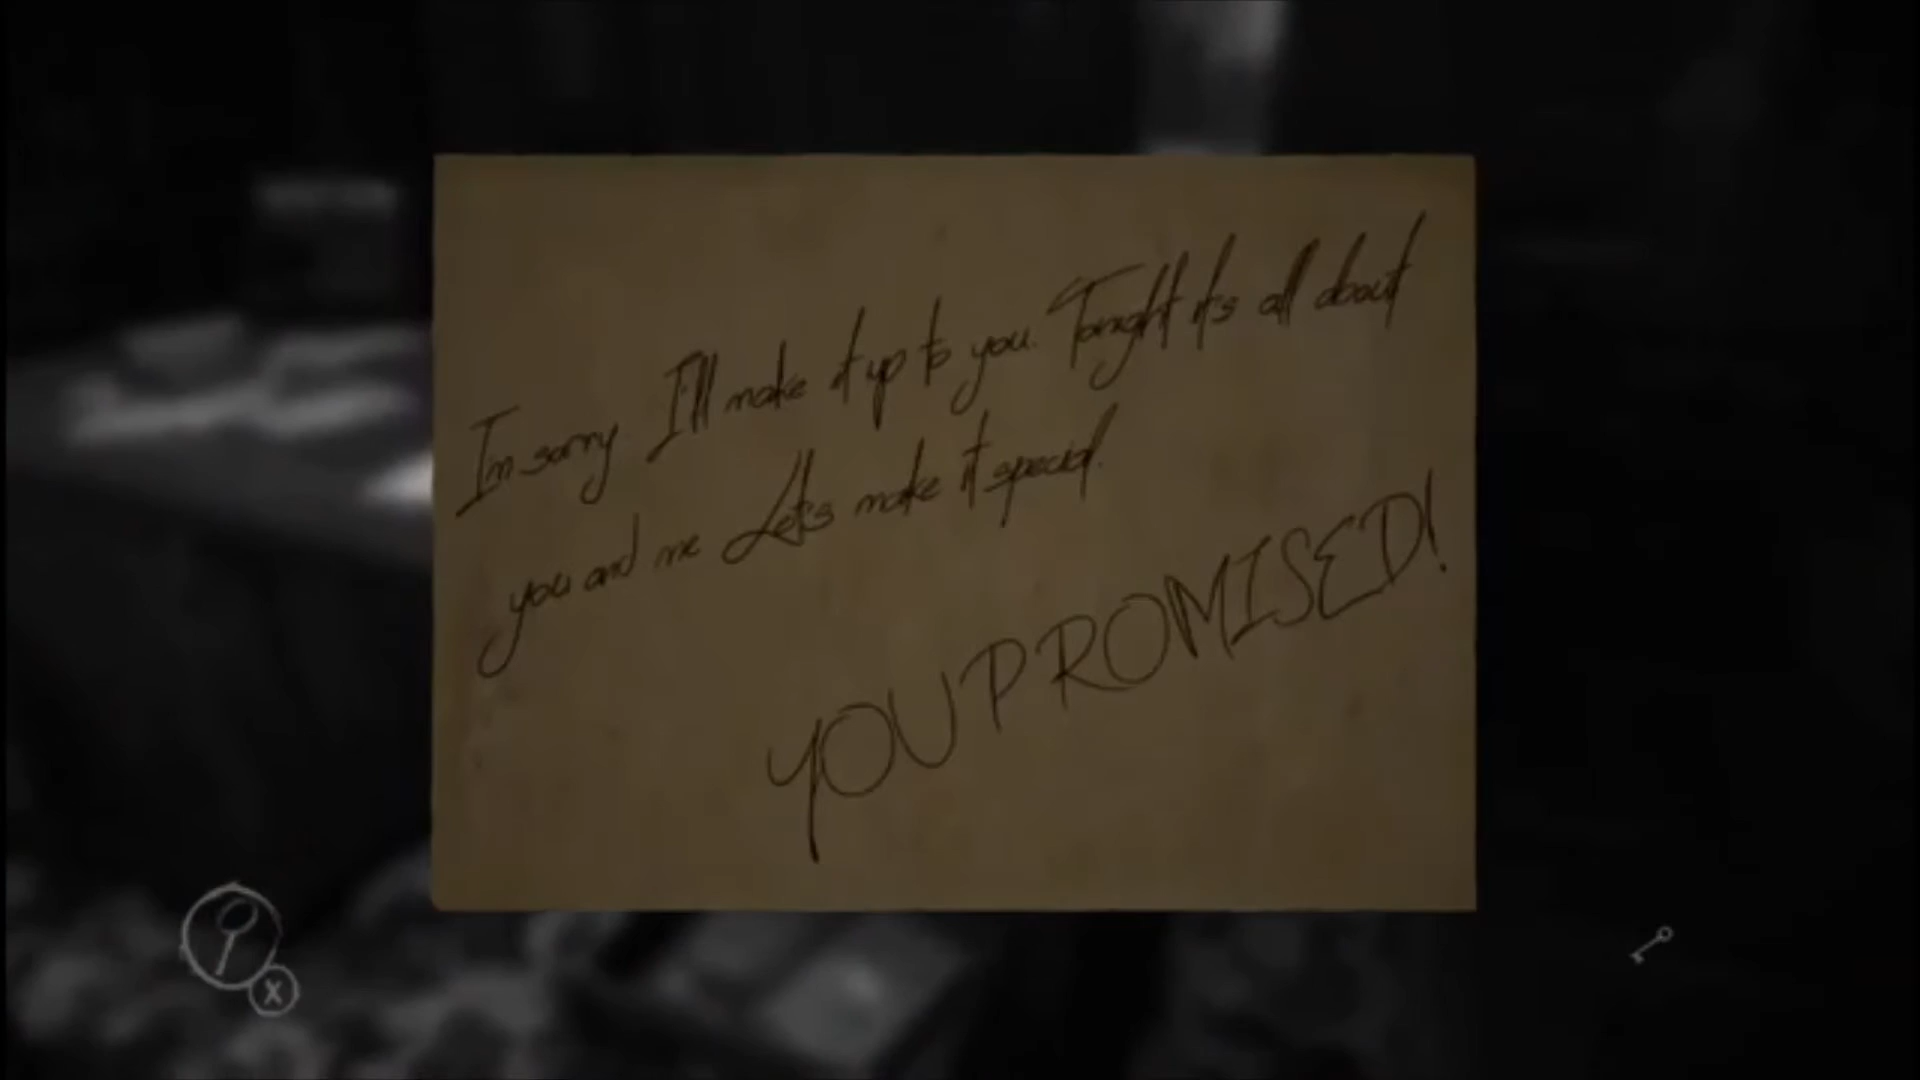 I'm sorry I'll make it up to you. Tonight it's all about
you and me Let's make it special.
YOU PROMISED!
X